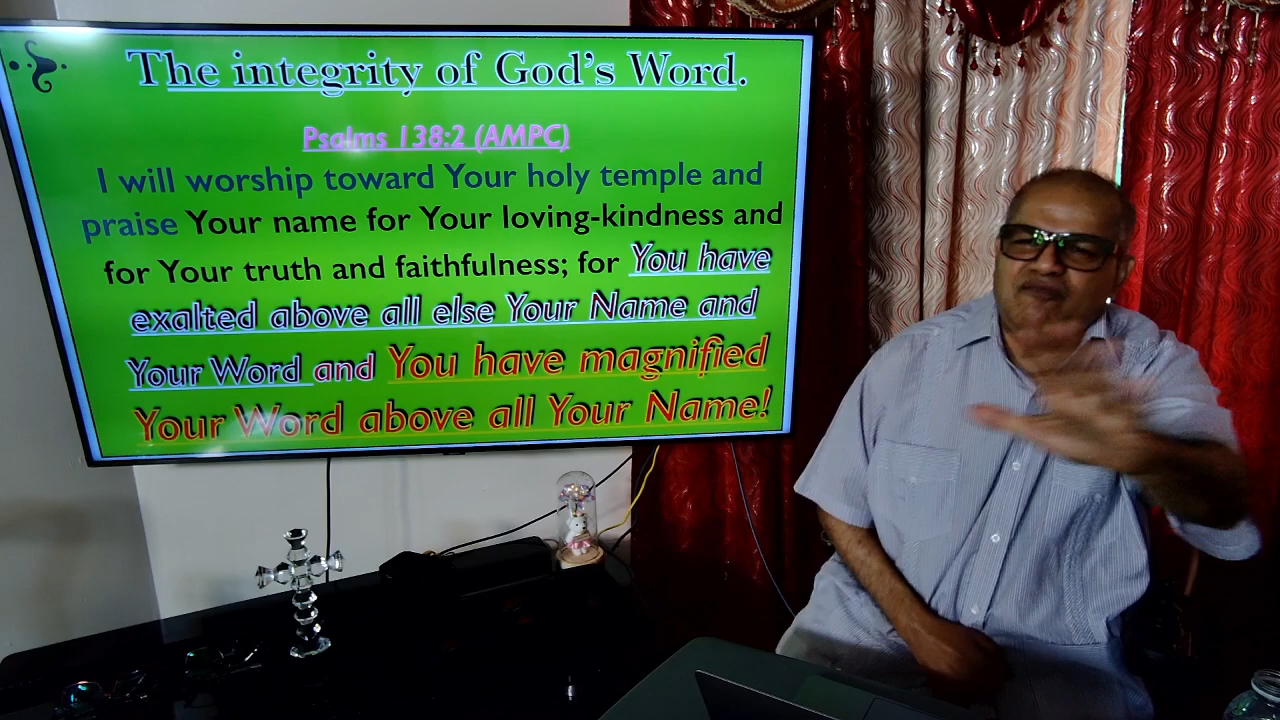 The integrity of God's Word.
Psalms 138:2 (AMPC)
I will worship toward Your holy temple and
praise Your name for Your loving-kindness and
for Your truth and faithfulness; for You have
exalted above all else Your Name and
Your Word and You have magnified
Your Word above all Your Name!